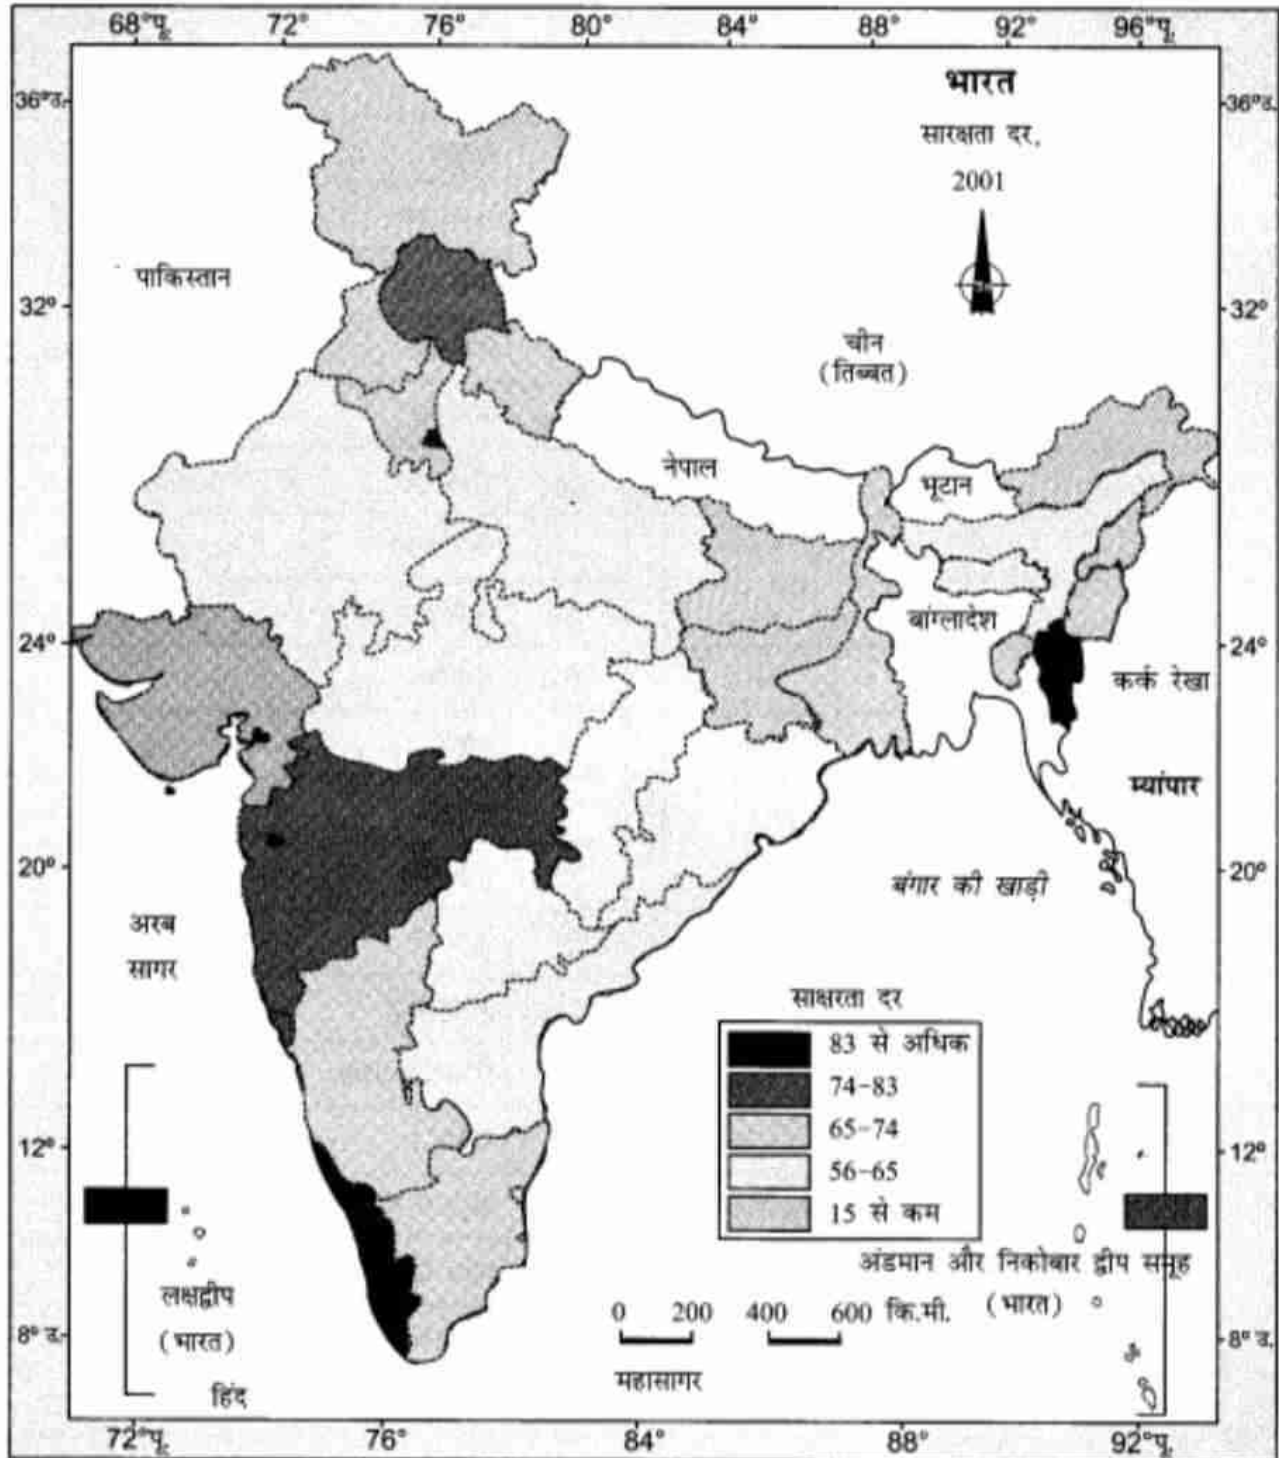 68°पू. 72° 76° 80° 84° 88° 92° 96°पू.
भारत
36°उ. 36°उ.
सारक्षता दर,
2001
पाकिस्तान
32° 32°
चीन
(तिब्बत)
नेपाल
भूटान
बांग्लादेश
24° 24°
कर्क रेखा
म्यांपार
20° 20°
बंगार की खाड़ी
अरब
सागर
साक्षरता दर
83 से अधिक
74-83
65-74
56-65
15 से कम
12° 12°
अंडमान और निकोबार द्वीप समूह
(भारत)
लक्षद्वीप
(भारत)
0 200 400 600 कि.मी.
8° उ. 8° उ.
महासागर
हिंद
72°पू. 76° 84° 88° 92°पू.